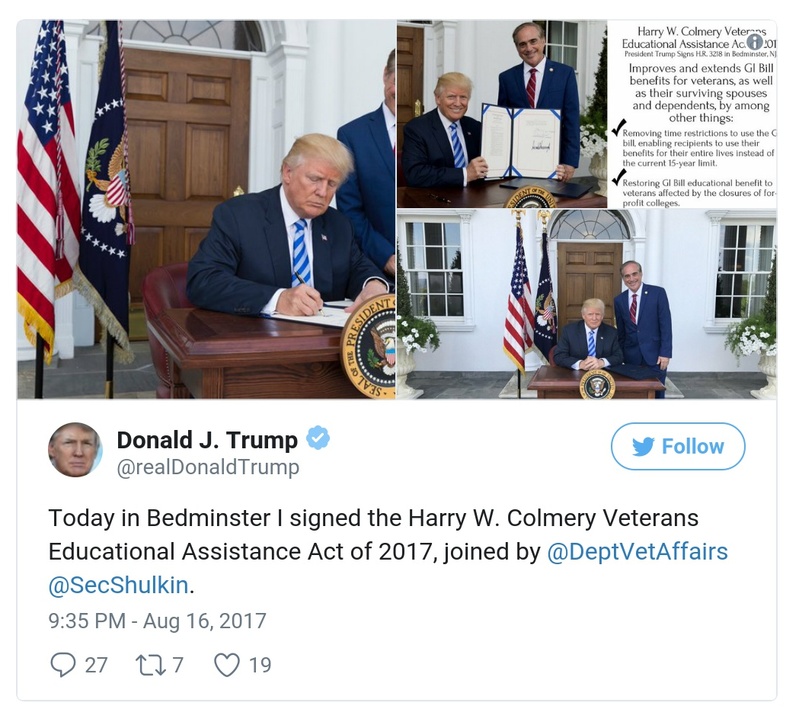 Harry W. Colmery Veterans
Educational Assistance Ac
President Trump Signs H.R. 3218 in Bedminster, NJ
Improves and extends GI Bill
benefits for veterans, as well
as their surviving spouses
and dependents, by among
other things:
Removing time restrictions to use the G
bill, enabling recipients to use their
benefits for their entire lives instead of
the current 15-year limit.
Restoring GI Bill educational benefit to
veterans affected by the closures of for-
profit colleges.
SEAL OF THE PRESIDENT O
Donald J. Trump
@realDonaldTrump
Follow
Today in Bedminster I signed the Harry W. Colmery Veterans
Educational Assistance Act of 2017, joined by @DeptVetAffairs
@SecShulkin.
9:35 PM - Aug 16, 2017
27 7 19